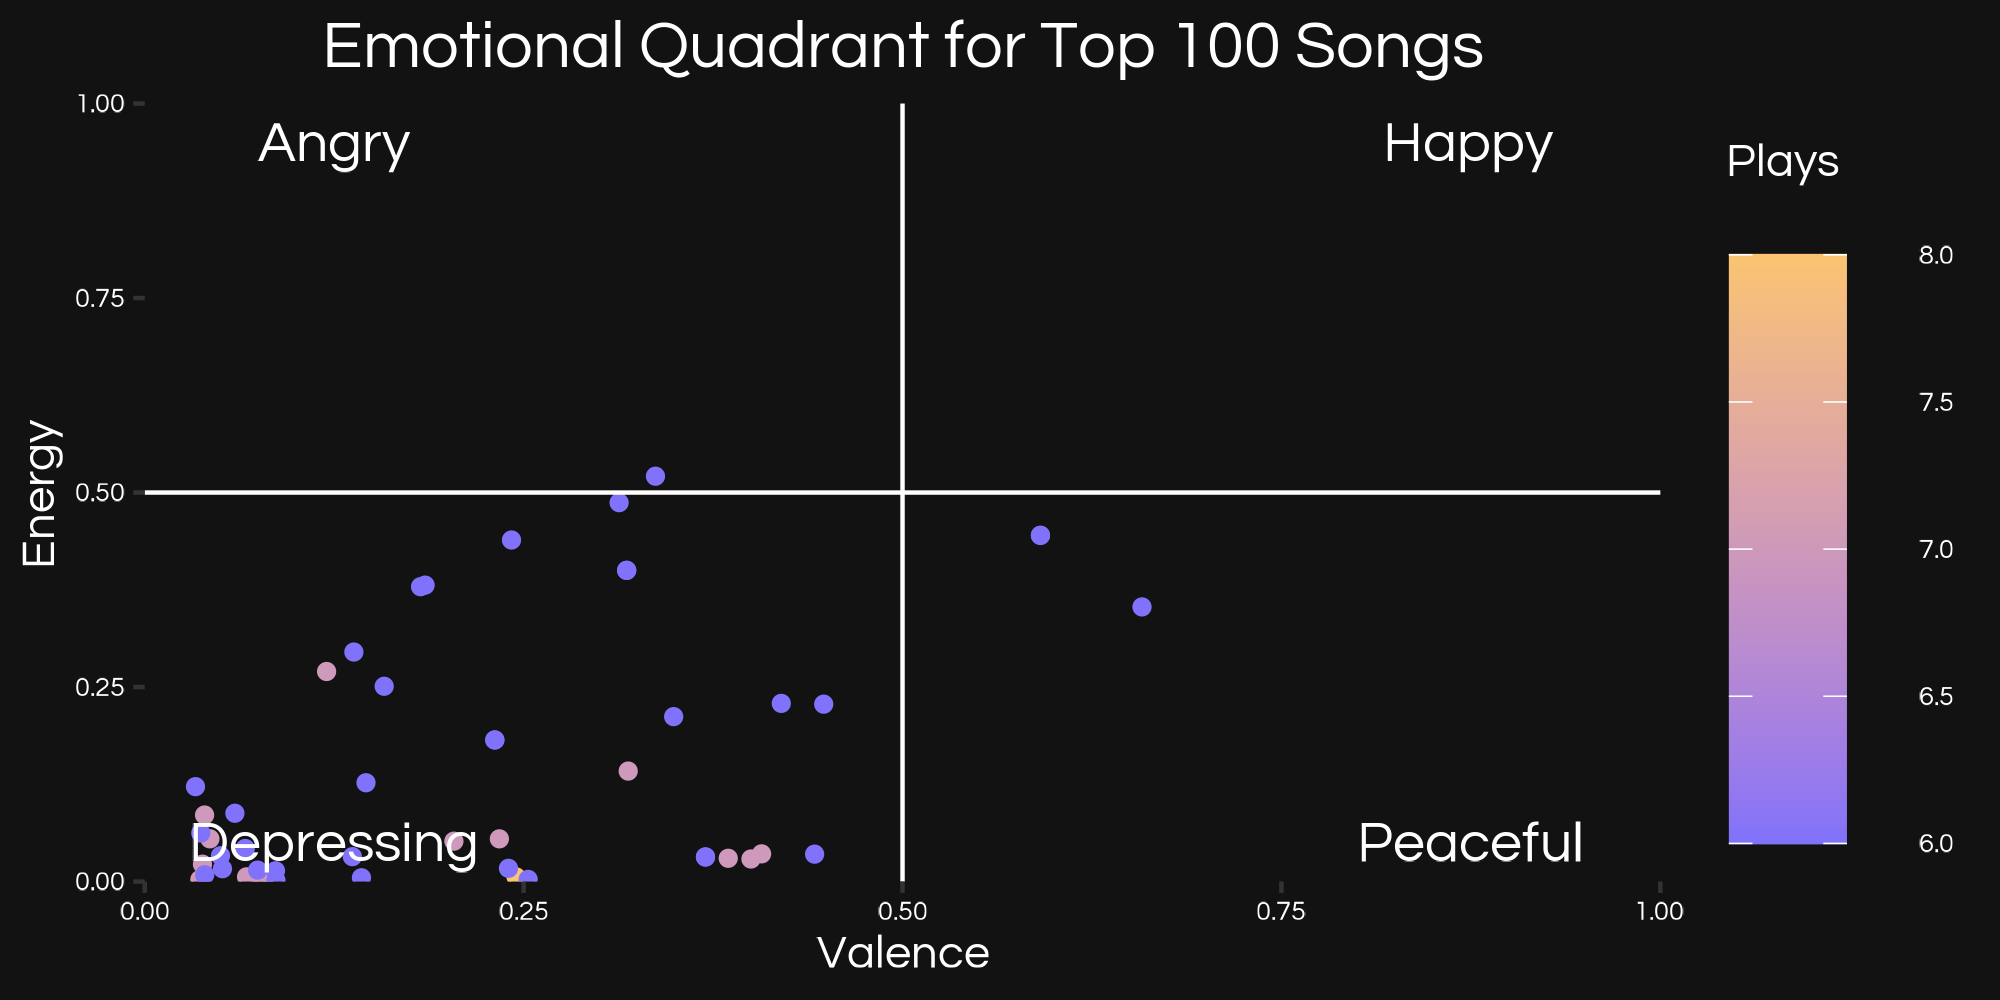 Emotional Quadrant for Top 100 Songs
1.00
Angry
Happy
Plays
8.0
0.75
7.5
Energy
0.50
7.0
0.25
6.5
Depressing
Peaceful
6.0
0.00
0.00
0.25
0.50
0.75
1.00
Valence